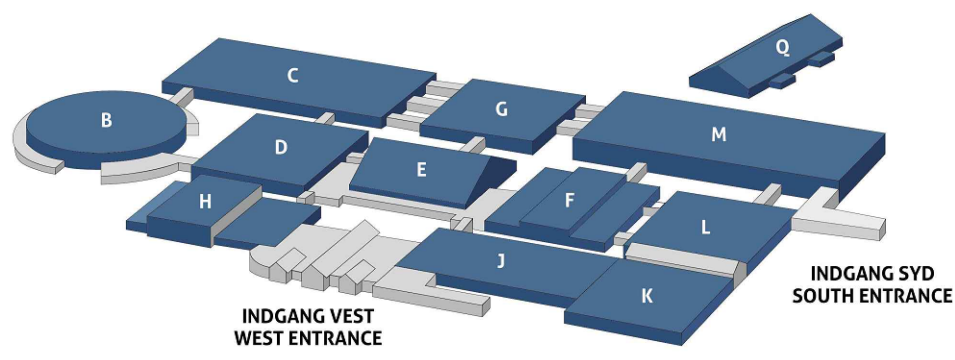 Q
C
G
B
M
D
E
H
F
L
J
K
INDGANG SYD
SOUTH ENTRANCE
INDGANG VEST
WEST ENTRANCE